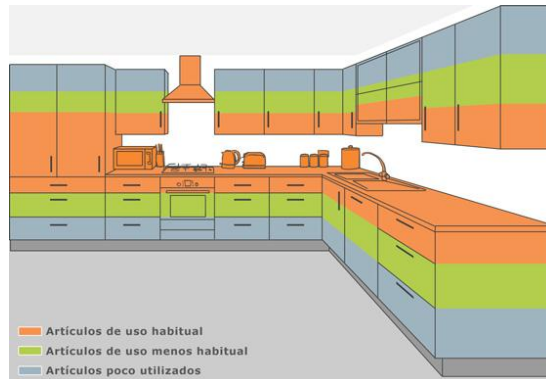 Artículos de uso habitual
Artículos de uso menos habitual
Artículos poco utilizados